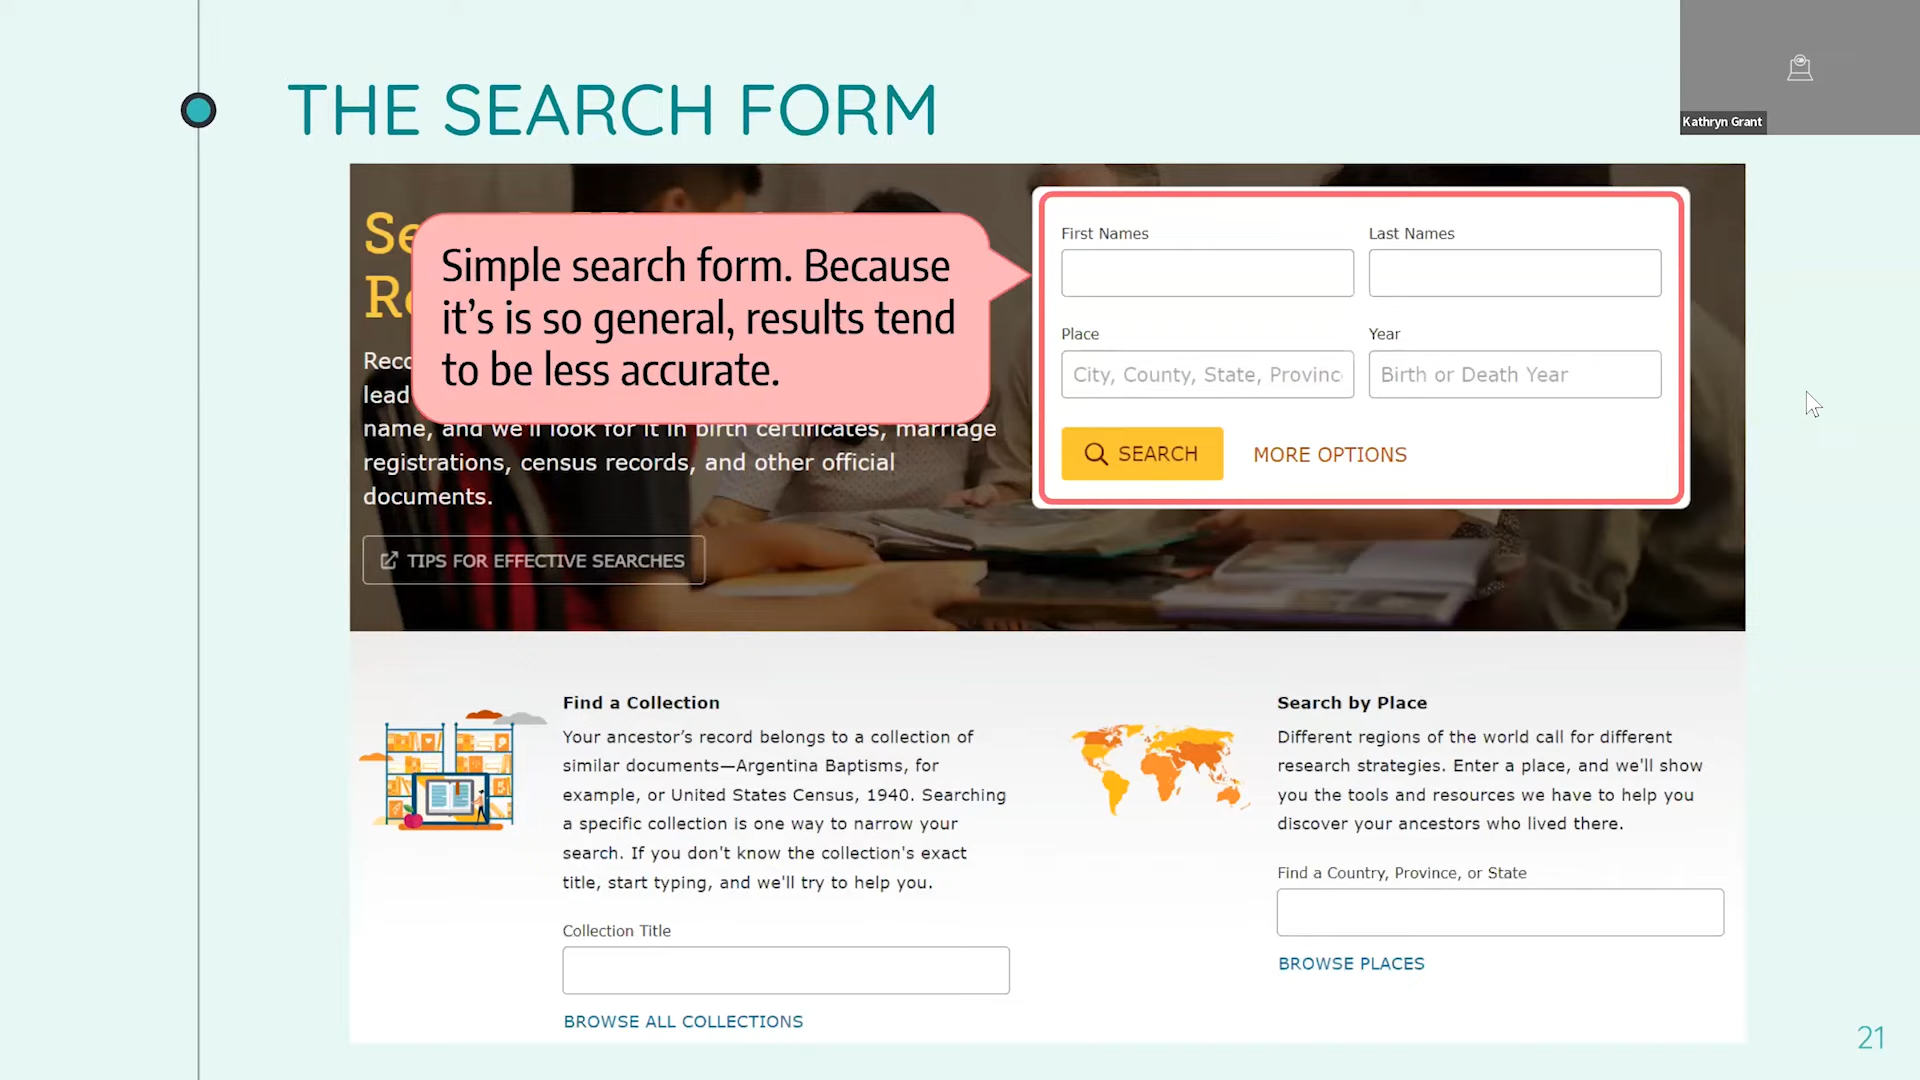 THE SEARCH FORM
Kathryn Grant
Se
Re
Simple search form. Because
it’s is so general, results tend
to be less accurate.
Reco
lead
name, and we'll look for it in birth certificates, marriage
registrations, census records, and other official
documents.
TIPS FOR EFFECTIVE SEARCHES
First Names
Last Names
Place
Year
City, County, State, Provinc
Birth or Death Year
SEARCH
MORE OPTIONS
Find a Collection
Your ancestor’s record belongs to a collection of
similar documents—Argentina Baptisms, for
example, or United States Census, 1940. Searching
a specific collection is one way to narrow your
search. If you don't know the collection's exact
title, start typing, and we'll try to help you.
Collection Title
BROWSE ALL COLLECTIONS
Search by Place
Different regions of the world call for different
research strategies. Enter a place, and we'll show
you the tools and resources we have to help you
discover your ancestors who lived there.
Find a Country, Province, or State
BROWSE PLACES
21